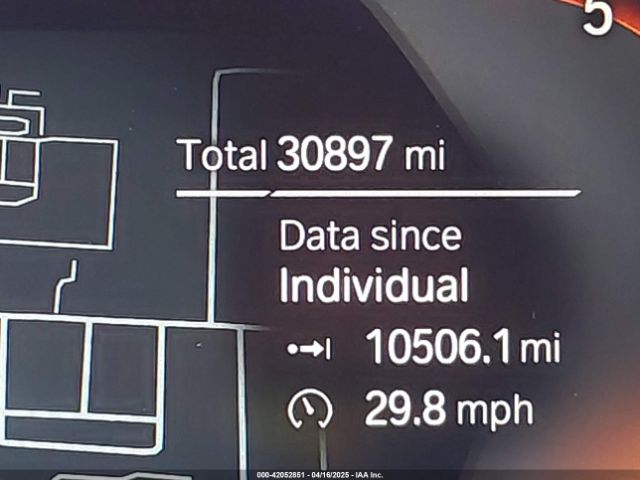 5
Total 30897 mi
Data since
Individual
10506.1 mi
29.8 mph
000-42052851 - 04/16/2025 - IAA Inc.